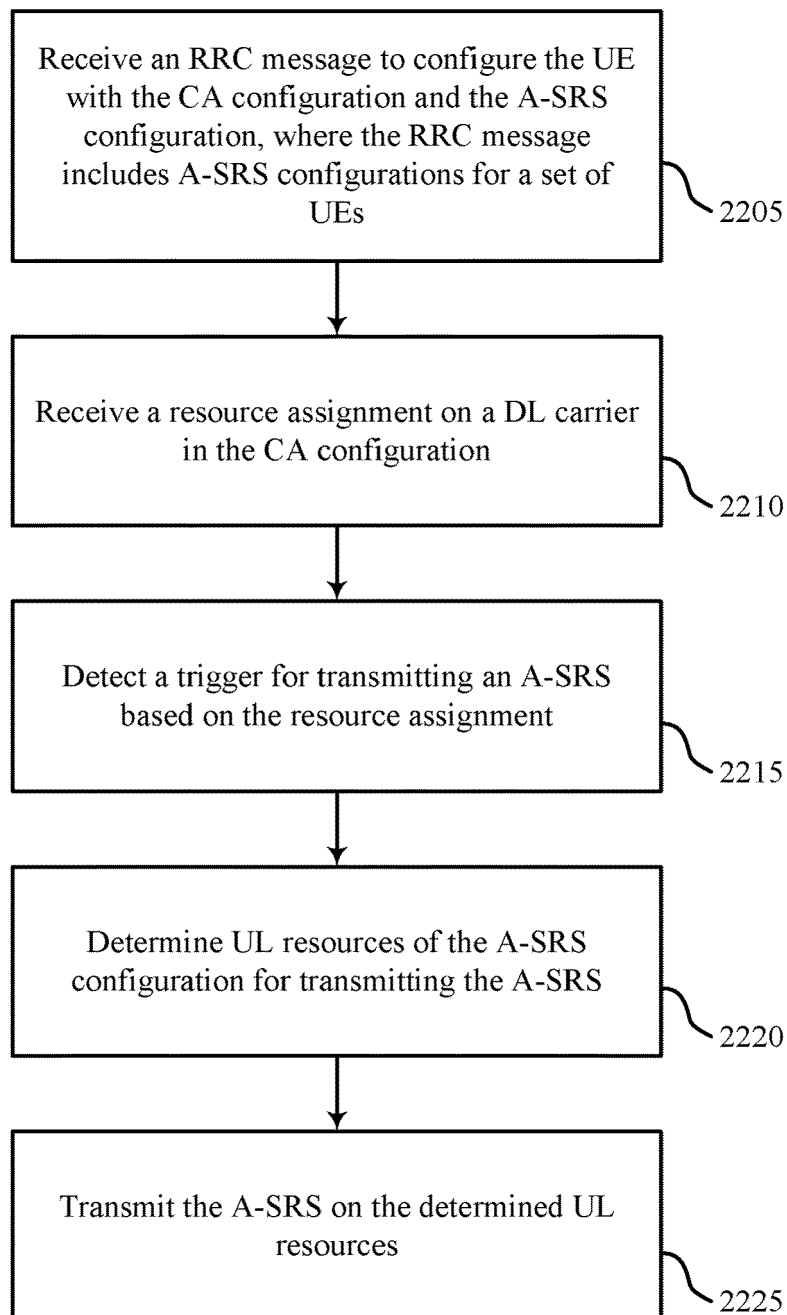 Receive an RRC message to configure the UE
with the CA configuration and the A-SRS
configuration, where the RRC message
includes A-SRS configurations for a set of
UEs
2205
Receive a resource assignment on a DL carrier
in the CA configuration
2210
Detect a trigger for transmitting an A-SRS
based on the resource assignment
2215
Determine UL resources of the A-SRS
configuration for transmitting the A-SRS
2220
Transmit the A-SRS on the determined UL
resources
2225